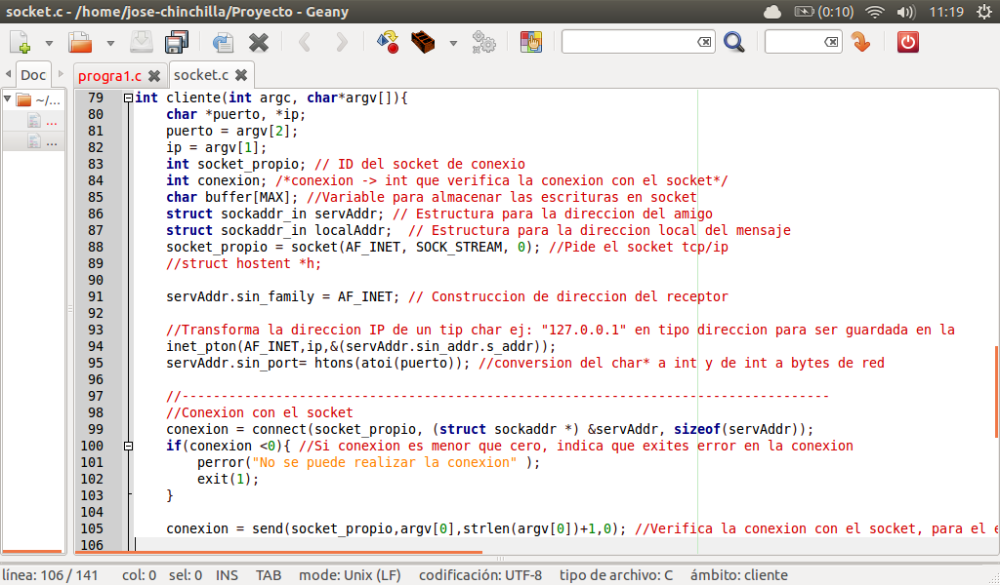 socket.c - /home/jose-chinchilla/Proyecto - Geany
(0:10)
11:19
Doc
progra1.c
socket.c
~/...
...
...
79 int cliente(int argc, char*argv[]){
80 char *puerto, *ip;
81 puerto = argv[2];
82 ip = argv[1];
83 int socket_propio; // ID del socket de conexio
84 int conexion; /*conexion -> int que verifica la conexion con el socket*/
85 char buffer[MAX]; //Variable para almacenar las escrituras en socket
86 struct sockaddr_in servAddr; // Estructura para la direccion del amigo
87 struct sockaddr_in localAddr;  // Estructura para la direccion local del mensaje
88 socket_propio = socket(AF_INET, SOCK_STREAM, 0); //Pide el socket tcp/ip
89 //struct hostent *h;
90
91 servAddr.sin_family = AF_INET; // Construccion de direccion del receptor
92
93 //Transforma la direccion IP de un tip char ej: "127.0.0.1" en tipo direccion para ser guardada en la
94 inet_pton(AF_INET,ip,&(servAddr.sin_addr.s_addr));
95 servAddr.sin_port= htons(atoi(puerto)); //conversion del char* a int y de int a bytes de red
96
97 //-----------------------------------------------------------------------------------
98 //Conexion con el socket
99 conexion = connect(socket_propio, (struct sockaddr *) &servAddr, sizeof(servAddr));
100 if(conexion <0){ //Si conexion es menor que cero, indica que exites error en la conexion
101 perror("No se puede realizar la conexion" );
102 exit(1);
103 }
104
105 conexion = send(socket_propio,argv[0],strlen(argv[0])+1,0); //Verifica la conexion con el socket, para el e
106
línea: 106 / 141 col: 0 sel: 0 INS TAB modo: Unix (LF) codificación: UTF-8 tipo de archivo: C ámbito: cliente